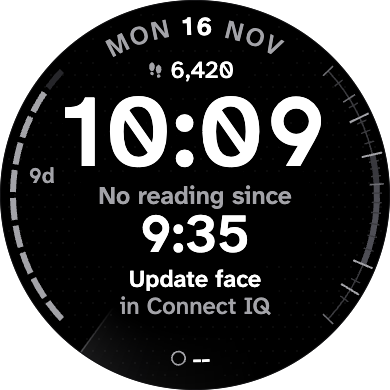 MON 16 NOV
6,420
10:09
9d
No reading since
9:35
Update face
in Connect IQ
--